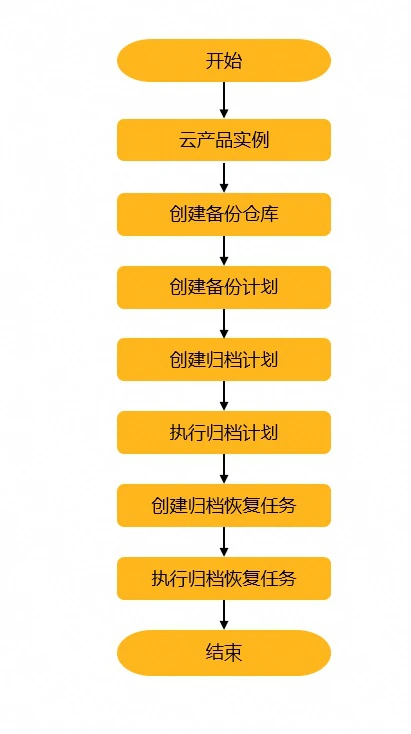 开始
云产品实例
创建备份仓库
创建备份计划
创建归档计划
执行归档计划
创建归档恢复任务
执行归档恢复任务
结束